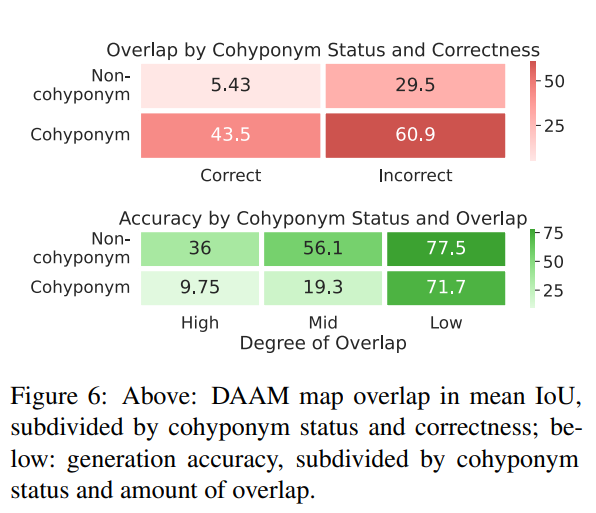 Overlap by Cohyponym Status and Correctness
Non-
cohyponym
5.43 29.5
Cohyponym
43.5 60.9
Correct Incorrect
50
25
Accuracy by Cohyponym Status and Overlap
Non-
cohyponym
36 56.1 77.5
Cohyponym
9.75 19.3 71.7
High Mid Low
Degree of Overlap
75
50
25
Figure 6: Above: DAAM map overlap in mean IoU,
subdivided by cohyponym status and correctness; be-
low: generation accuracy, subdivided by cohyponym
status and amount of overlap.